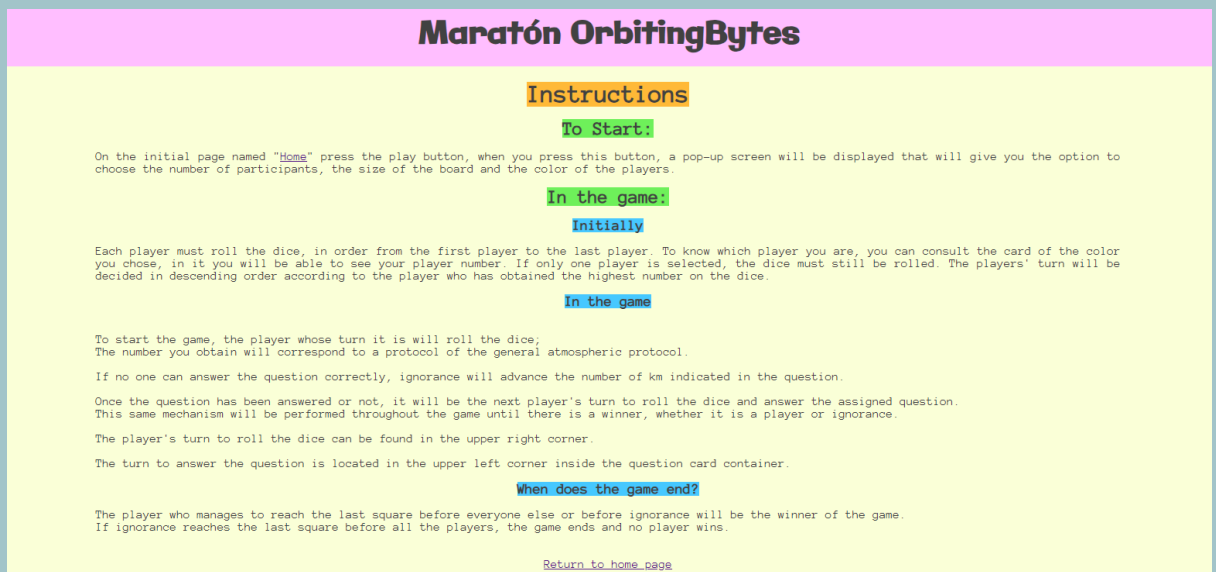 Maratón OrbitingBytes
Instructions
To Start:
On the initial page named "Home" press the play button, when you press this button, a pop-up screen will be displayed that will give you the option to
choose the number of participants, the size of the board and the color of the players.
In the game:
Initially
Each player must roll the dice, in order from the first player to the last player. To know which player you are, you can consult the card of the color
you chose, in it you will be able to see your player number. If only one player is selected, the dice must still be rolled. The players' turn will be
decided in descending order according to the player who has obtained the highest number on the dice.
In the game
To start the game, the player whose turn it is will roll the dice;
The number you obtain will correspond to a protocol of the general atmospheric protocol.
If no one can answer the question correctly, ignorance will advance the number of km indicated in the question.
Once the question has been answered or not, it will be the next player's turn to roll the dice and answer the assigned question.
This same mechanism will be performed throughout the game until there is a winner, whether it is a player or ignorance.
The player's turn to roll the dice can be found in the upper right corner.
The turn to answer the question is located in the upper left corner inside the question card container.
When does the game end?
The player who manages to reach the last square before everyone else or before ignorance will be the winner of the game.
If ignorance reaches the last square before all the players, the game ends and no player wins.
Return to home page